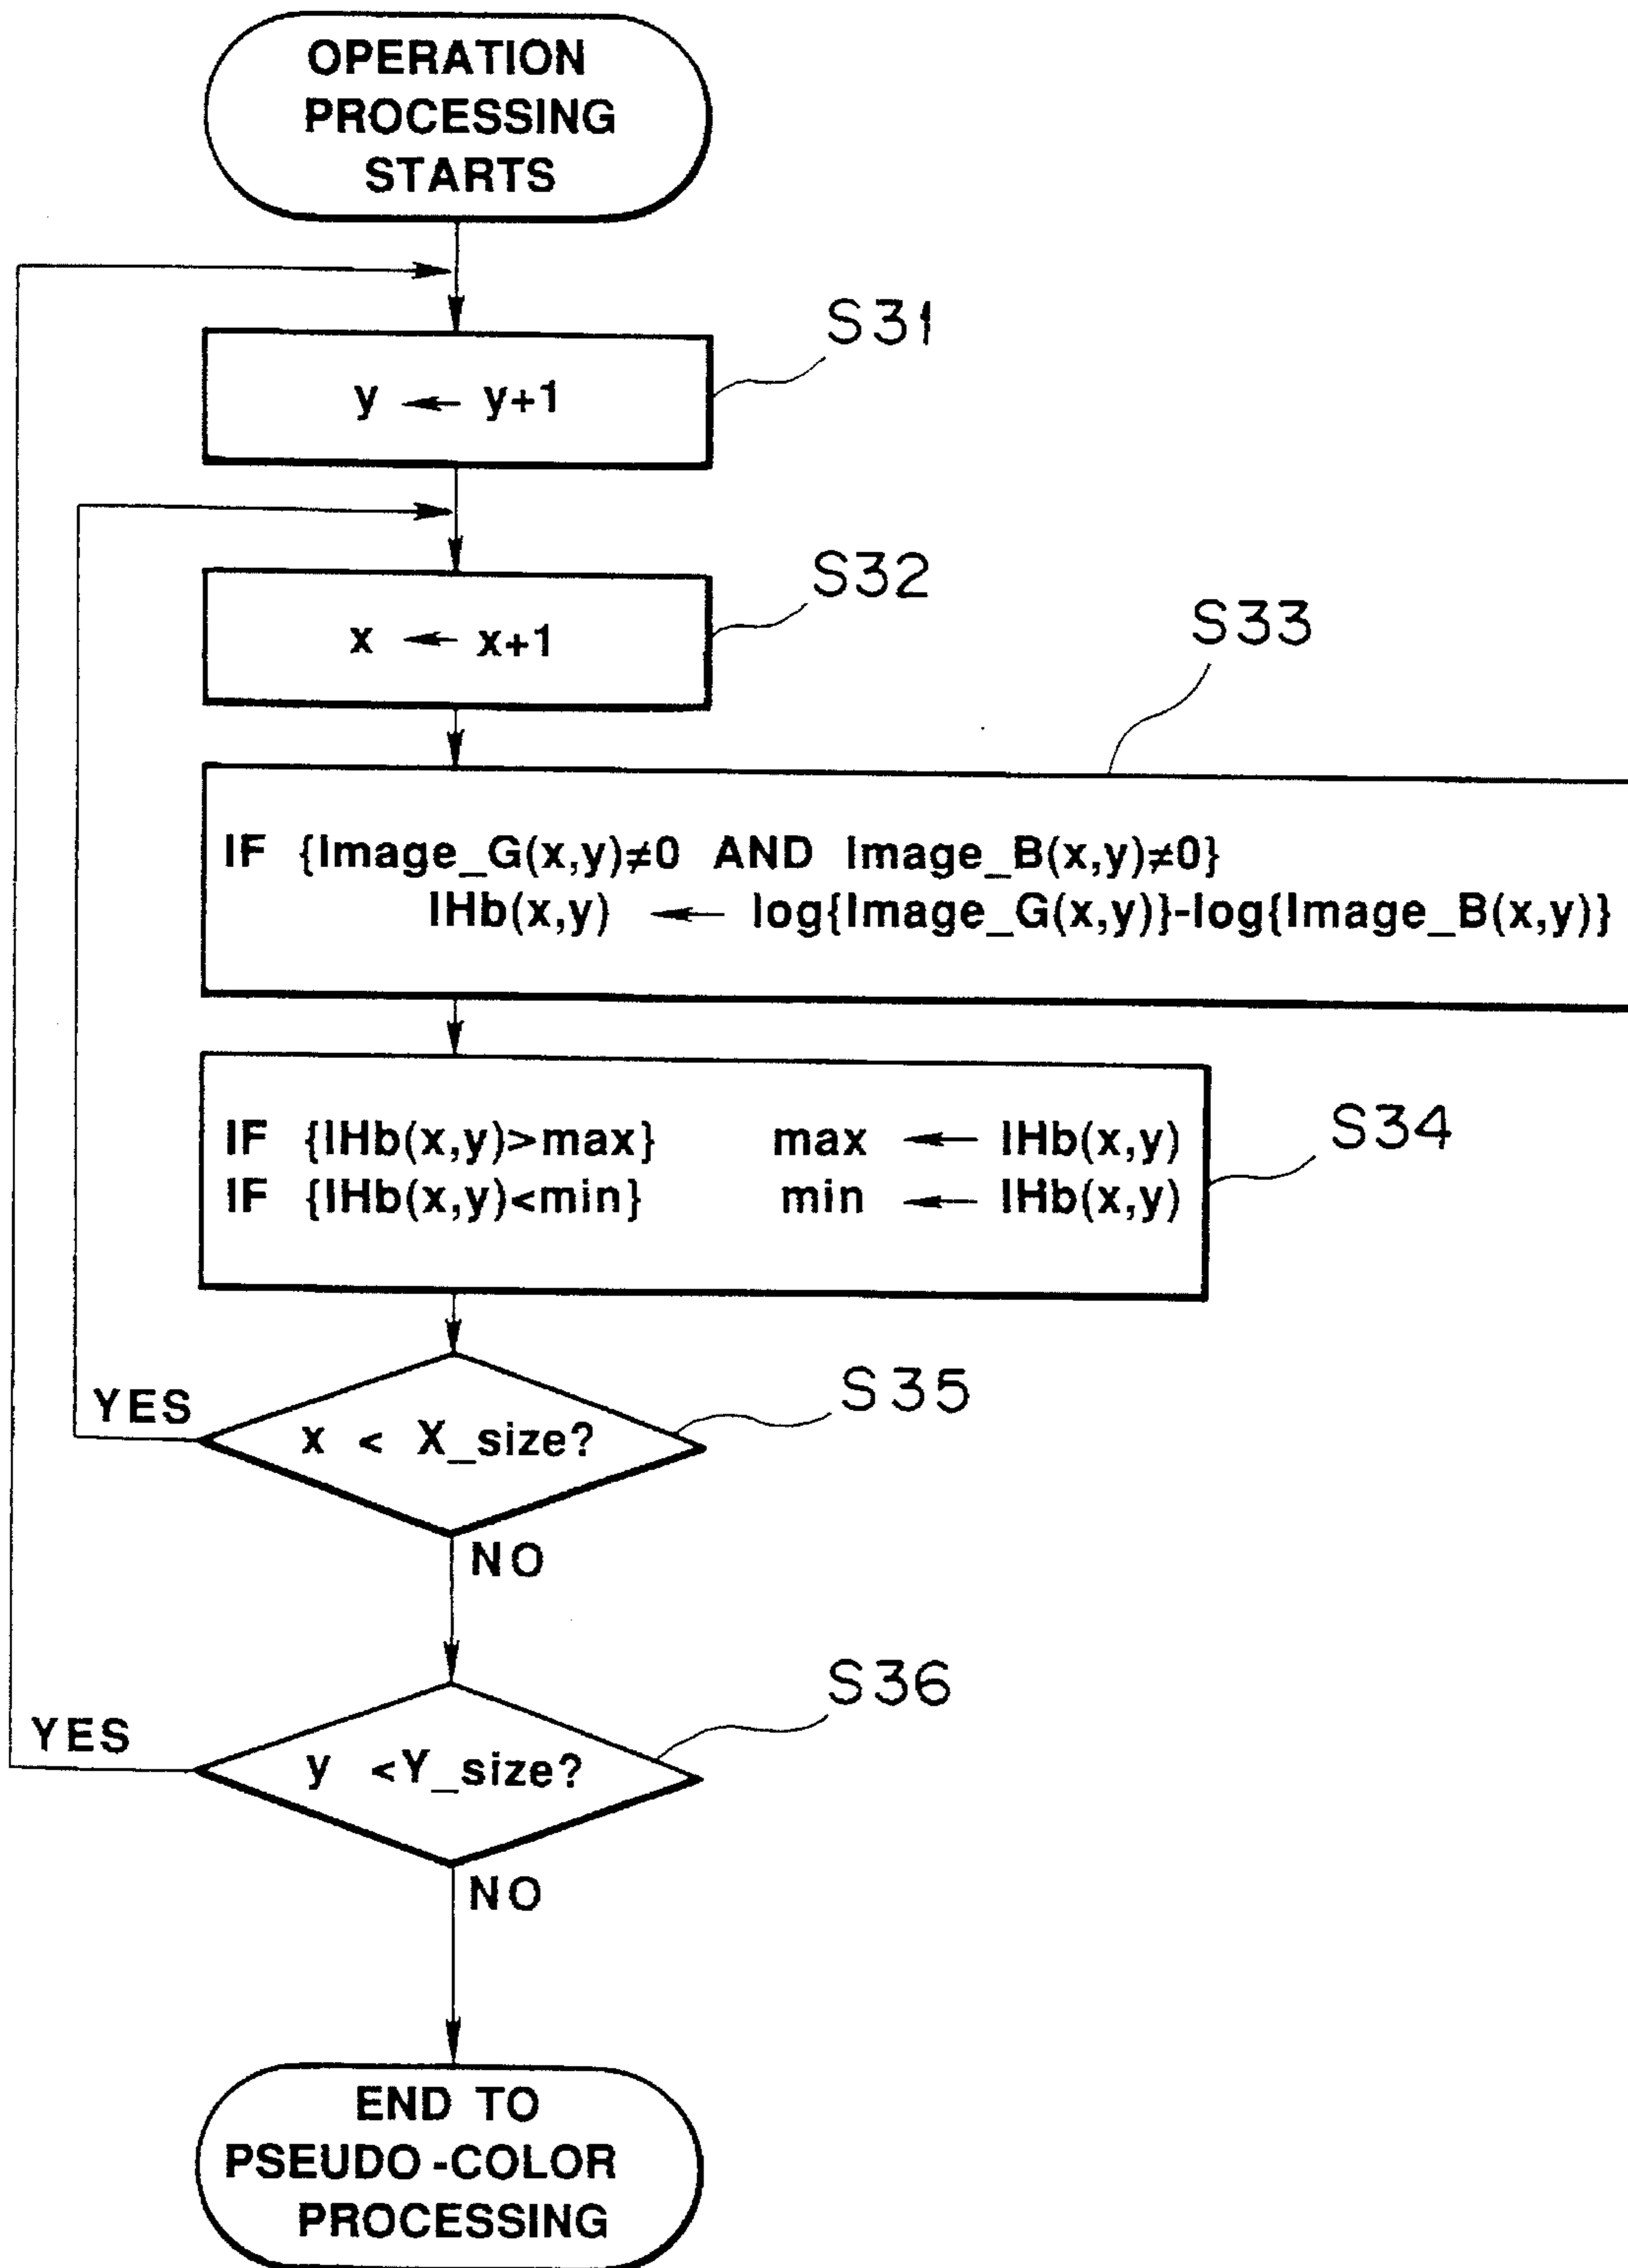 OPERATION
PROCESSING
STARTS
S31
y ← y+1
S32
x ← x+1
S33
IF {Image_G(x,y)≠0 AND Image_B(x,y)≠0}
IHb(x,y) ← log{Image_G(x,y)}-log{Image_B(x,y)}
S34
IF {IHb(x,y)>max} max ← IHb(x,y)
IF {IHb(x,y)<min} min ← IHb(x,y)
S35
YES
x < X_size?
NO
S36
YES
y <Y_size?
NO
END TO
PSEUDO-COLOR
PROCESSING